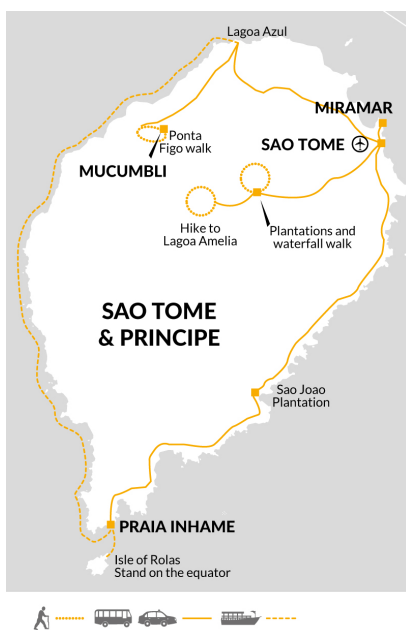 Lagoa Azul
MIRAMAR
SAO TOME
Ponta
Figo walk
MUCUMBLI
Hike to
Lagoa Amelia
Plantations and
waterfall walk
SAO TOME
& PRINCIPE
Sao Joao
Plantation
PRAIA INHAME
Isle of Rolas
Stand on the equator